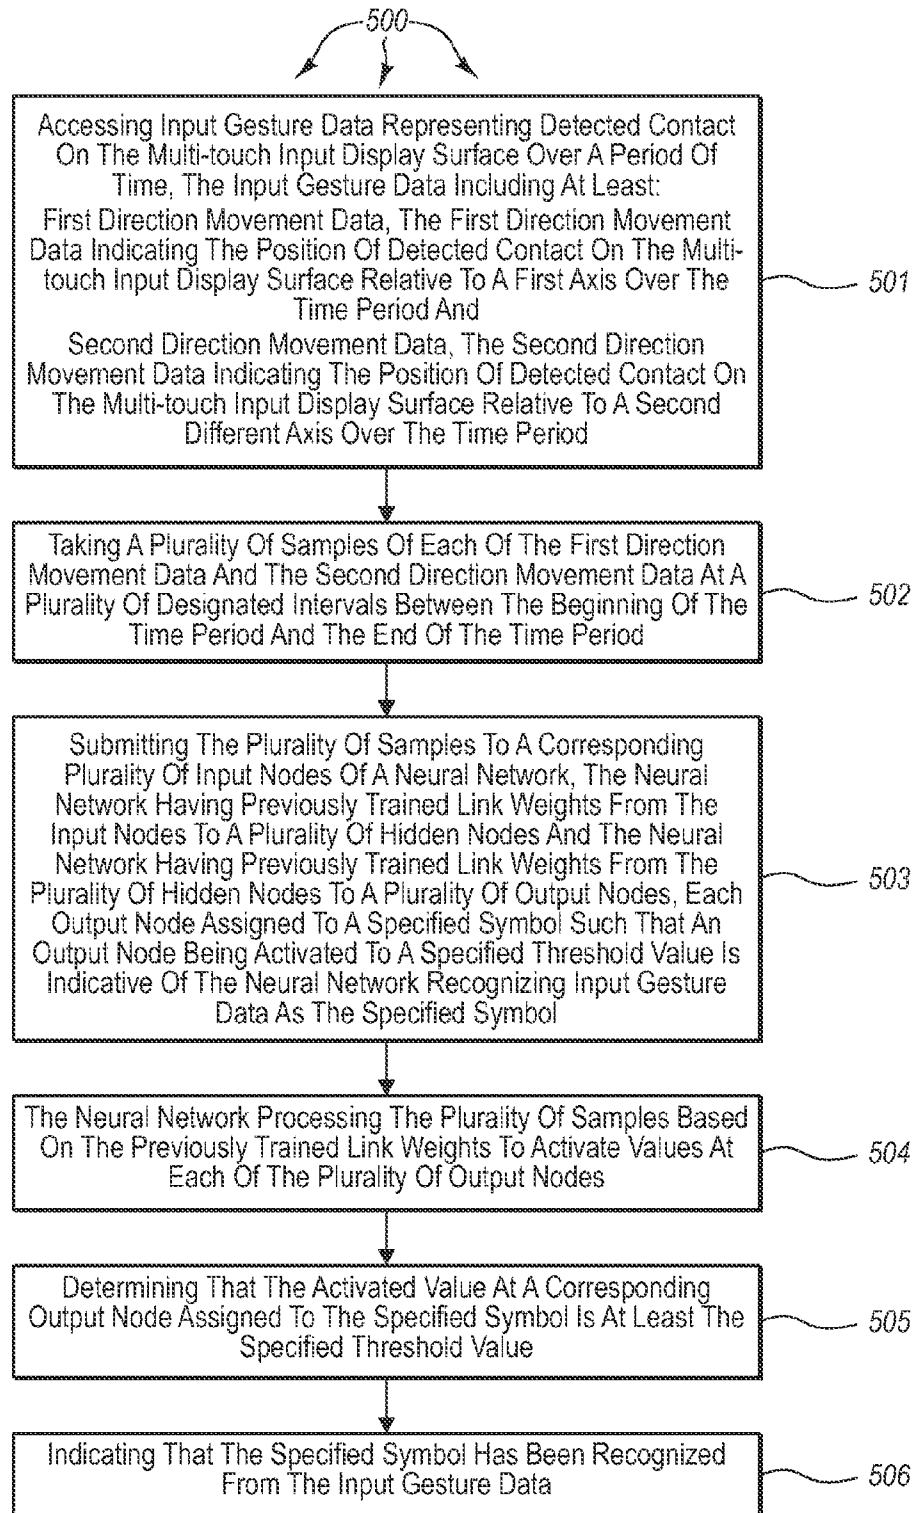 500
Accessing Input Gesture Data Representing Detected Contact
On The Multi-touch Input Display Surface Over A Period Of
Time, The Input Gesture Data Including At Least:
First Direction Movement Data, The First Direction Movement
Data Indicating The Position Of Detected Contact On The Multi-
touch Input Display Surface Relative To A First Axis Over The
Time Period And
Second Direction Movement Data, The Second Direction
Movement Data Indicating The Position Of Detected Contact On
The Multi-touch Input Display Surface Relative To A Second
Different Axis Over The Time Period
501
Taking A Plurality Of Samples Of Each Of The First Direction
Movement Data And The Second Direction Movement Data At A
Plurality Of Designated Intervals Between The Beginning Of The
Time Period And The End Of The Time Period
502
Submitting The Plurality Of Samples To A Corresponding
Plurality Of Input Nodes Of A Neural Network, The Neural
Network Having Previously Trained Link Weights From The
Input Nodes To A Plurality Of Hidden Nodes And The Neural
Network Having Previously Trained Link Weights From The
Plurality Of Hidden Nodes To A Plurality Of Output Nodes, Each
Output Node Assigned To A Specified Symbol Such That An
Output Node Being Activated To A Specified Threshold Value Is
Indicative Of The Neural Network Recognizing Input Gesture
Data As The Specified Symbol
503
The Neural Network Processing The Plurality Of Samples Based
On The Previously Trained Link Weights To Activate Values At
Each Of The Plurality Of Output Nodes
504
Determining That The Activated Value At A Corresponding
Output Node Assigned To The Specified Symbol Is At Least The
Specified Threshold Value
505
Indicating That The Specified Symbol Has Been Recognized
From The Input Gesture Data
506